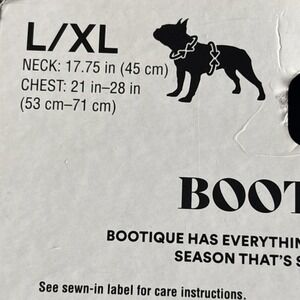 L/XL
NECK: 17.75 in (45 cm)
CHEST: 21 in–28 in
(53 cm–71 cm)
BOOT
BOOTIQUE HAS EVERYTHIN
SEASON THAT'S S
See sewn-in label for care instructions.